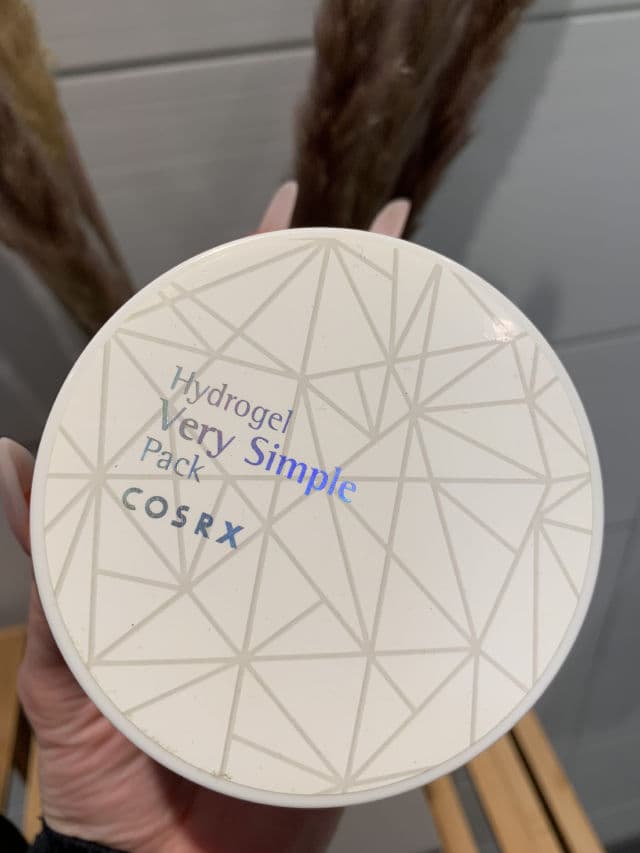 Hydrogel
Very Simple
Pack
COSRX